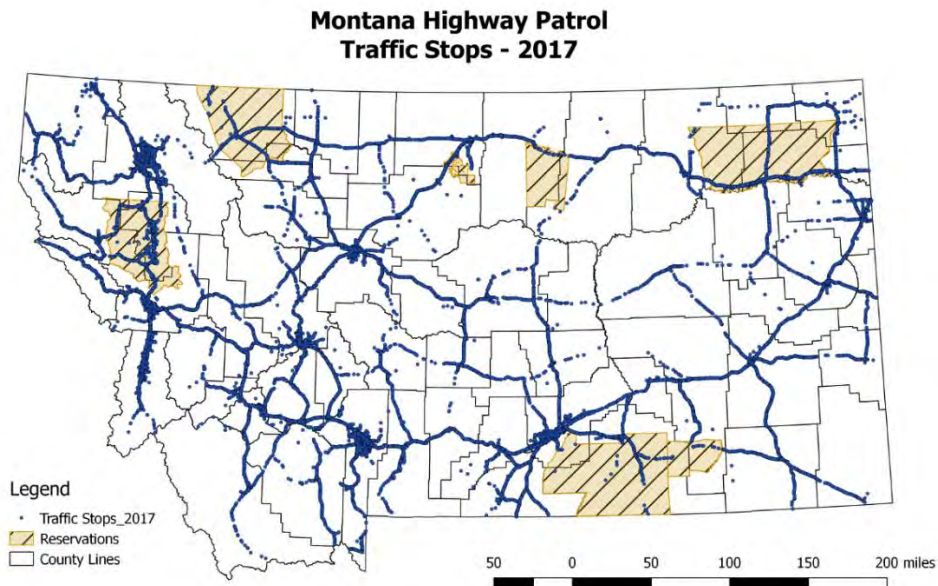 Montana Highway Patrol
Traffic Stops - 2017
Legend
Traffic Stops_2017
Reservations
County Lines
50 0 50 100 150 200 miles